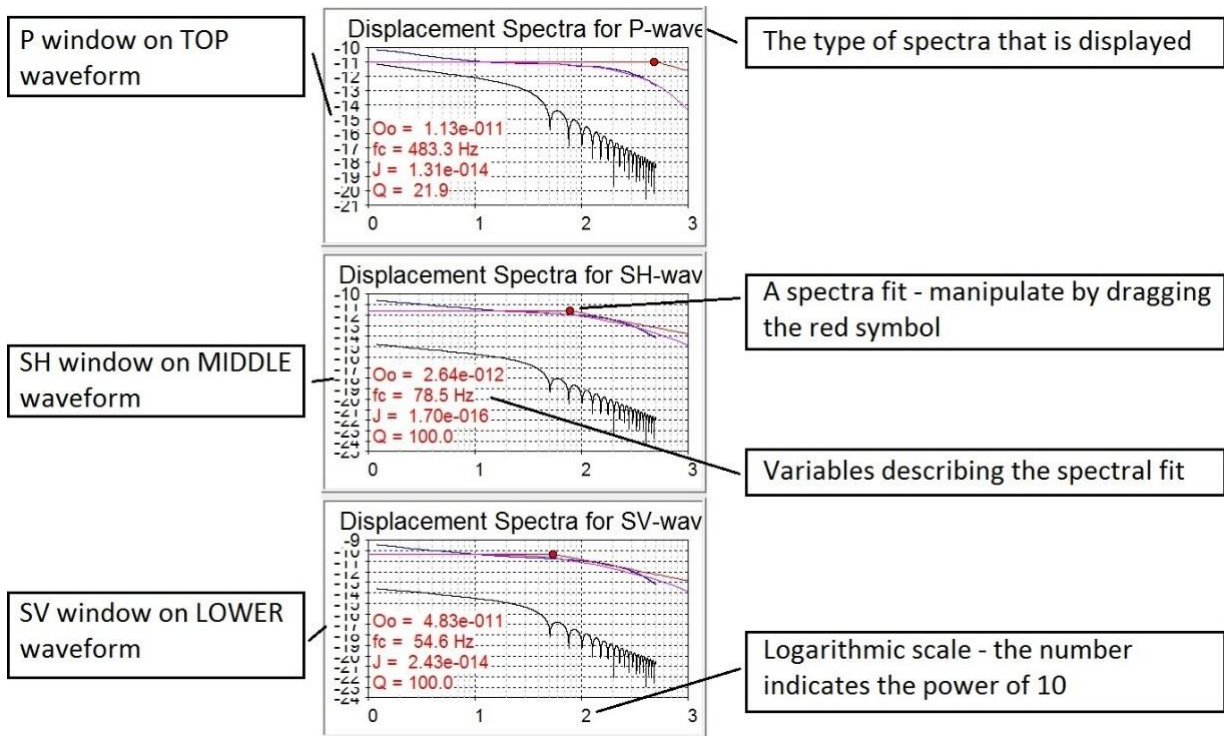 P window on TOP
waveform
Displacement Spectra for P-wave
The type of spectra that is displayed
-10
-11
-12
-13
-14
-15
-16
-17
-18
-19
-20
-21
Oo = 1.13e-011
fc = 483.3 Hz
J = 1.31e-014
Q = 21.9
0 1 2 3
SH window on MIDDLE
waveform
Displacement Spectra for SH-wav
A spectra fit - manipulate by dragging
the red symbol
-10
Oo = 2.64e-012
fc = 78.5 Hz
J = 1.70e-016
Q = 100.0
0 1 2 3
Variables describing the spectral fit
SV window on LOWER
waveform
Displacement Spectra for SV-wav
-9
Oo = 4.83e-011
fc = 54.6 Hz
J = 2.43e-014
Q = 100.0
0 1 2 3
Logarithmic scale - the number
indicates the power of 10